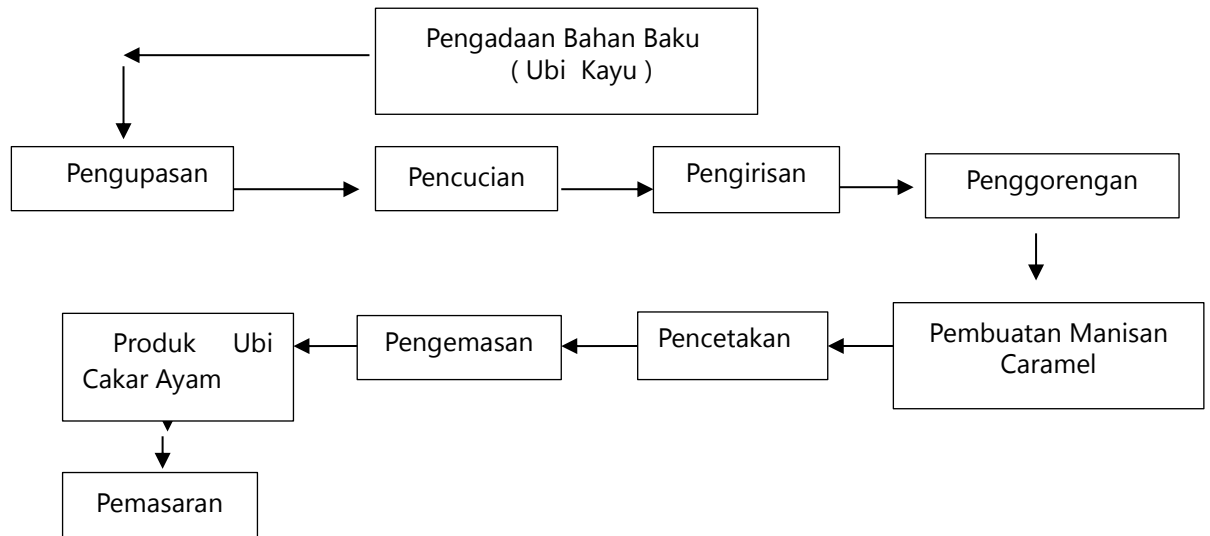 Pengadaan Bahan Baku
( Ubi Kayu )
Pengupasan
Pencucian
Pengirisan
Penggorengan
Pembuatan Manisan
Caramel
Pencetakan
Pengemasan
Produk Ubi
Cakar Ayam
Pemasaran